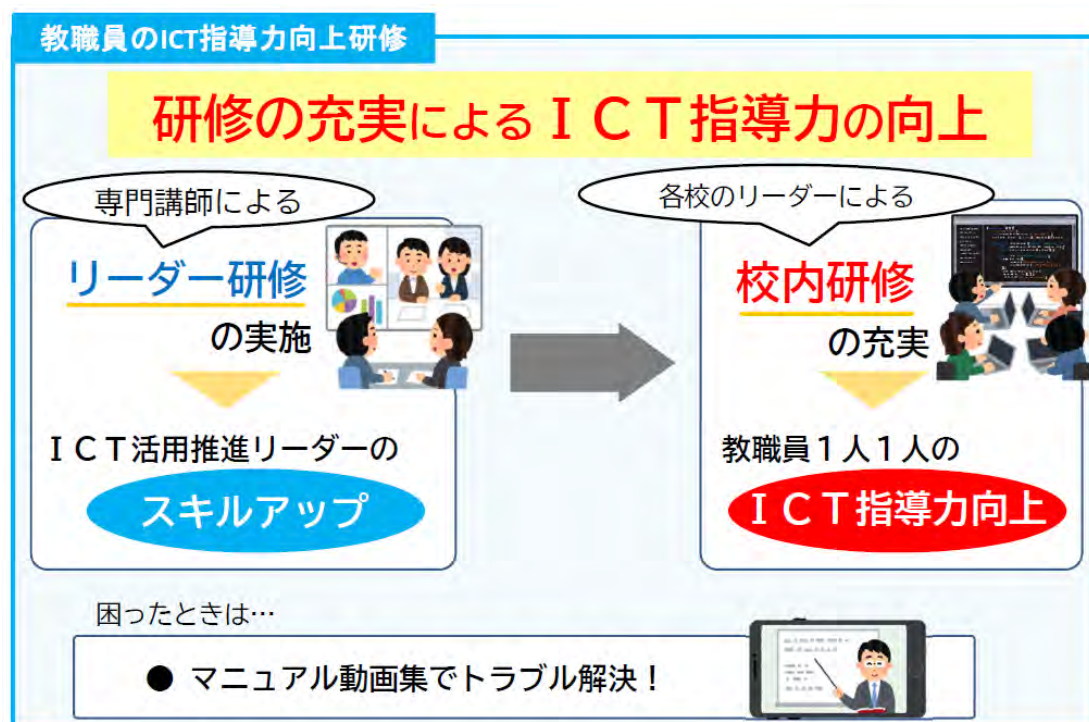 教職員のICT指導力向上研修
研修の充実によるＩＣＴ指導力の向上
専門講師による
リーダー研修
の実施
ＩＣＴ活用推進リーダーの
スキルアップ
各校のリーダーによる
校内研修
の充実
教職員１人１人の
ＩＣＴ指導力向上
困ったときは…
● マニュアル動画集でトラブル解決！